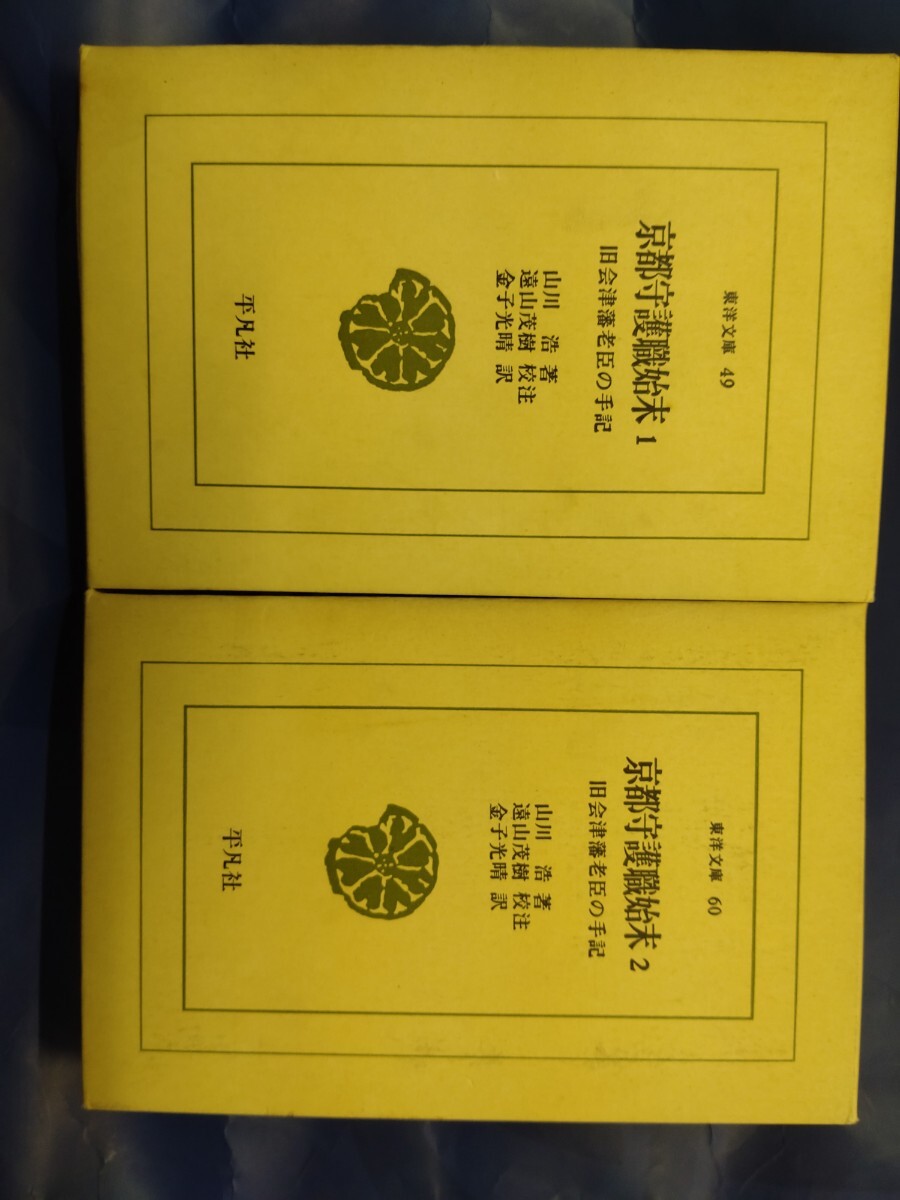 東洋文庫 49
京都守護職始末 1
旧会津藩老臣の手記
山川 浩 著
遠山茂樹 校注
金子光晴 訳
平凡社
東洋文庫 60
京都守護職始末 2
旧会津藩老臣の手記
山川 浩 著
遠山茂樹 校注
金子光晴 訳
平凡社